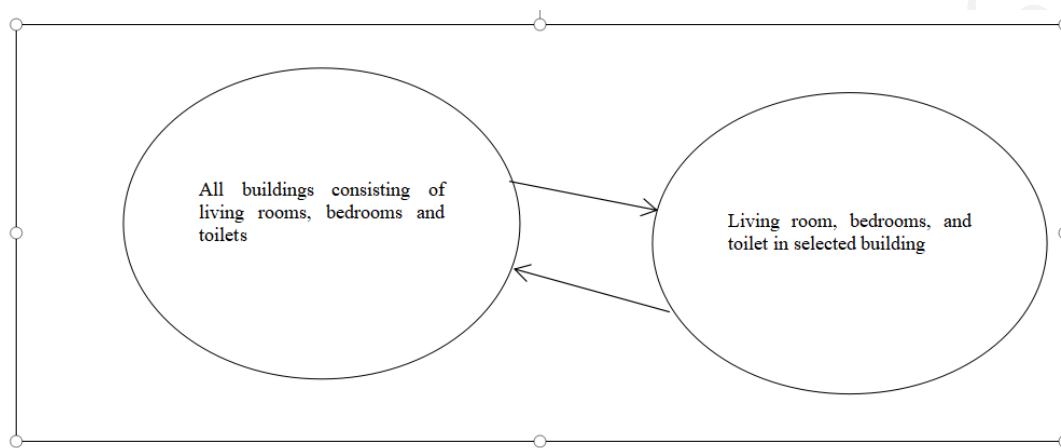 All buildings consisting of
living rooms, bedrooms and
toilets
Living room, bedrooms, and
toilet in selected building